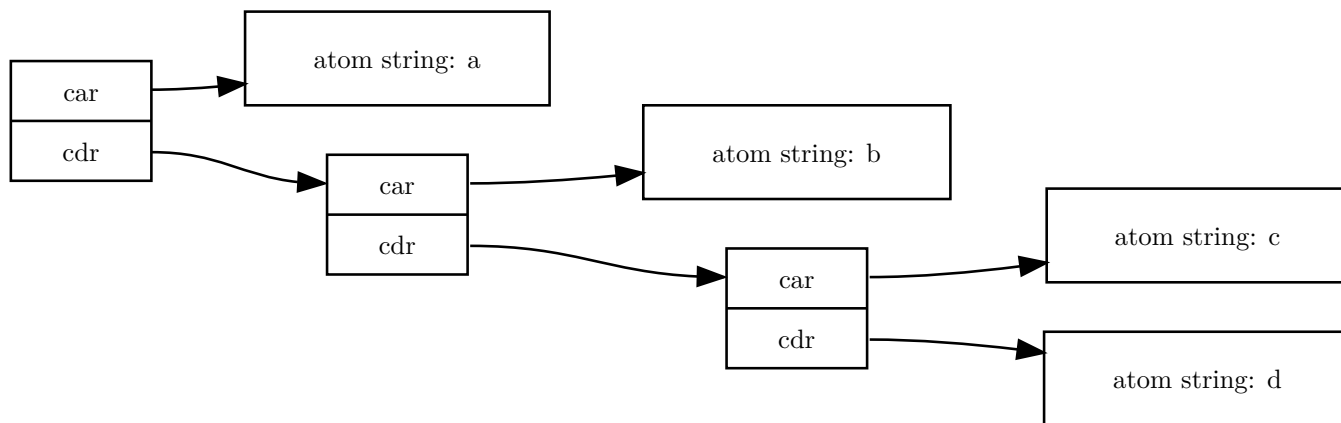 car
cdr
atom string: a
car
cdr
atom string: b
car
cdr
atom string: c
atom string: d